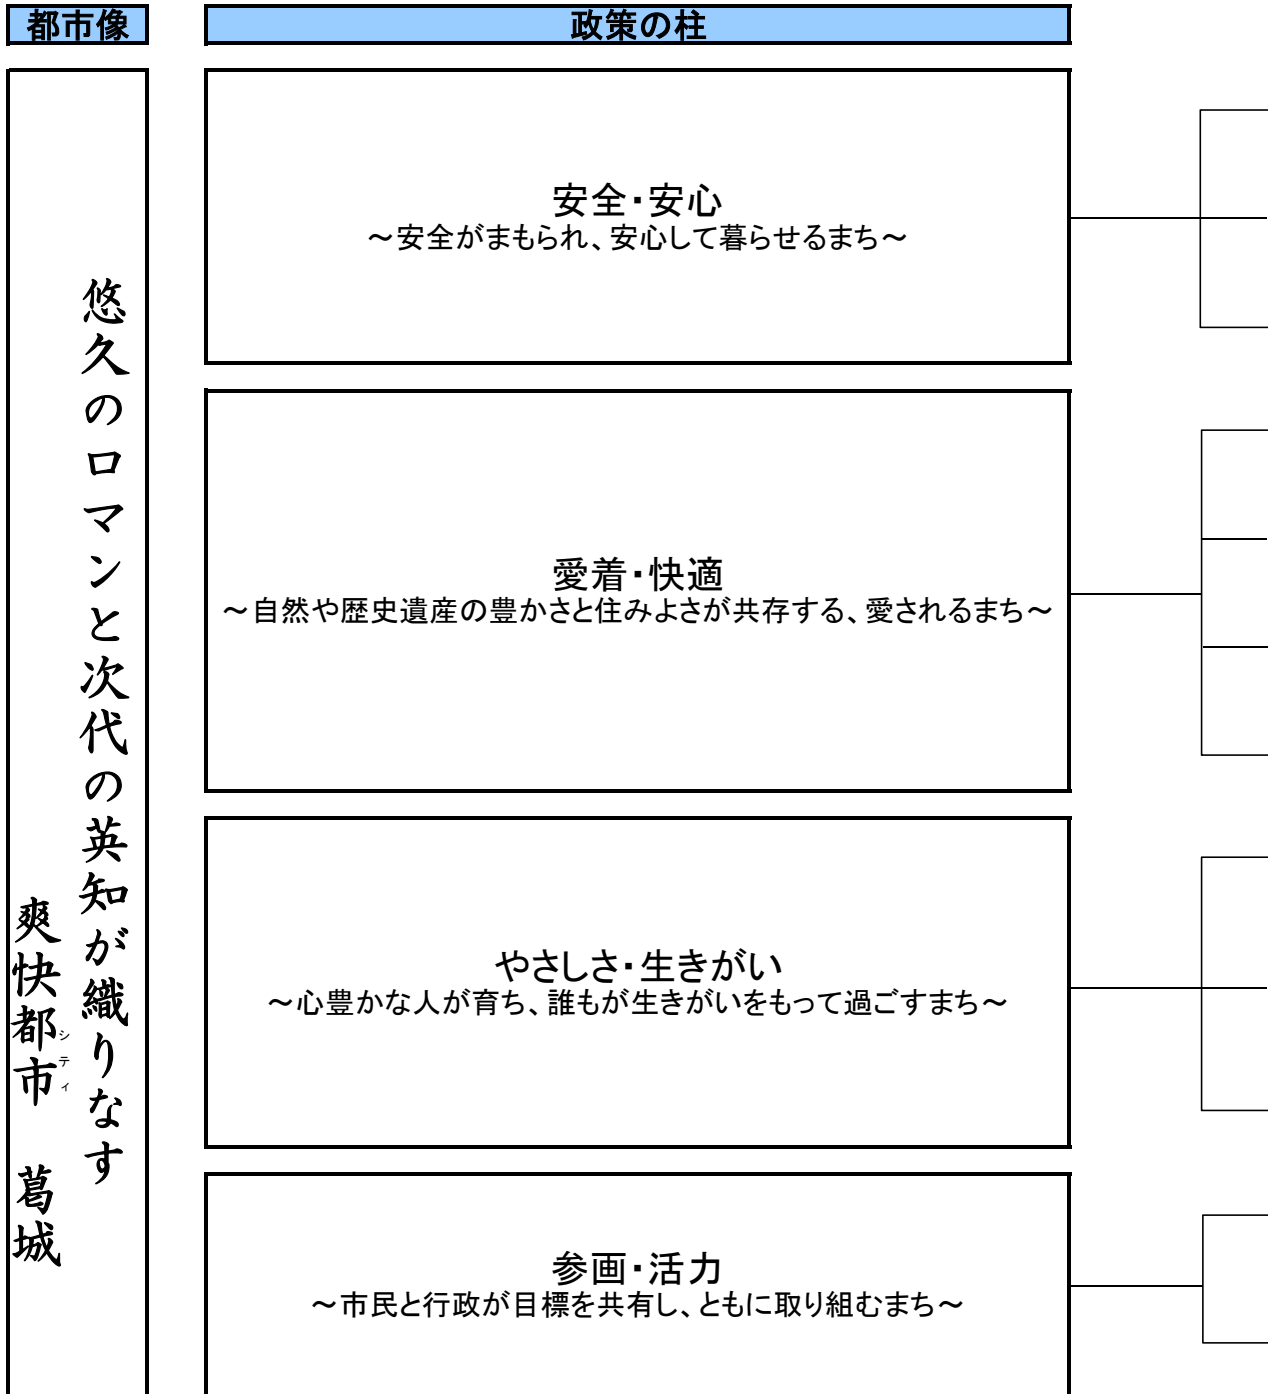 都市像
政策の柱
悠久のロマンと次代の英知が織りなす
爽快都市 葛城
シティ
安全・安心
～安全がまもられ、安心して暮らせるまち～
愛着・快適
～自然や歴史遺産の豊かさと住みよさが共存する、愛されるまち～
やさしさ・生きがい
～心豊かな人が育ち、誰もが生きがいをもって過ごすまち～
参画・活力
～市民と行政が目標を共有し、ともに取り組むまち～